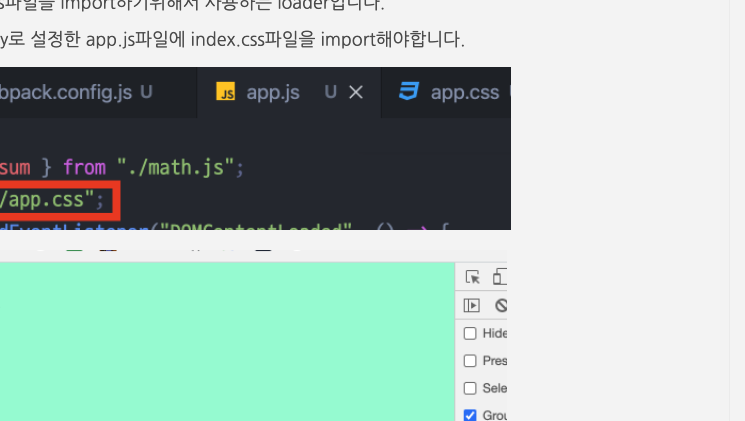 s파일을 import하기위해서 사용하는 loader입니다.
y로 설정한 app.js파일에 index.css파일을 import해야합니다.
bpack.config.js U JS app.js U app.css
sum } from "./math.js";
/app.css";
dEventListener("DOMContentLoaded", () => {
Hide
Pres
Sele
Grou